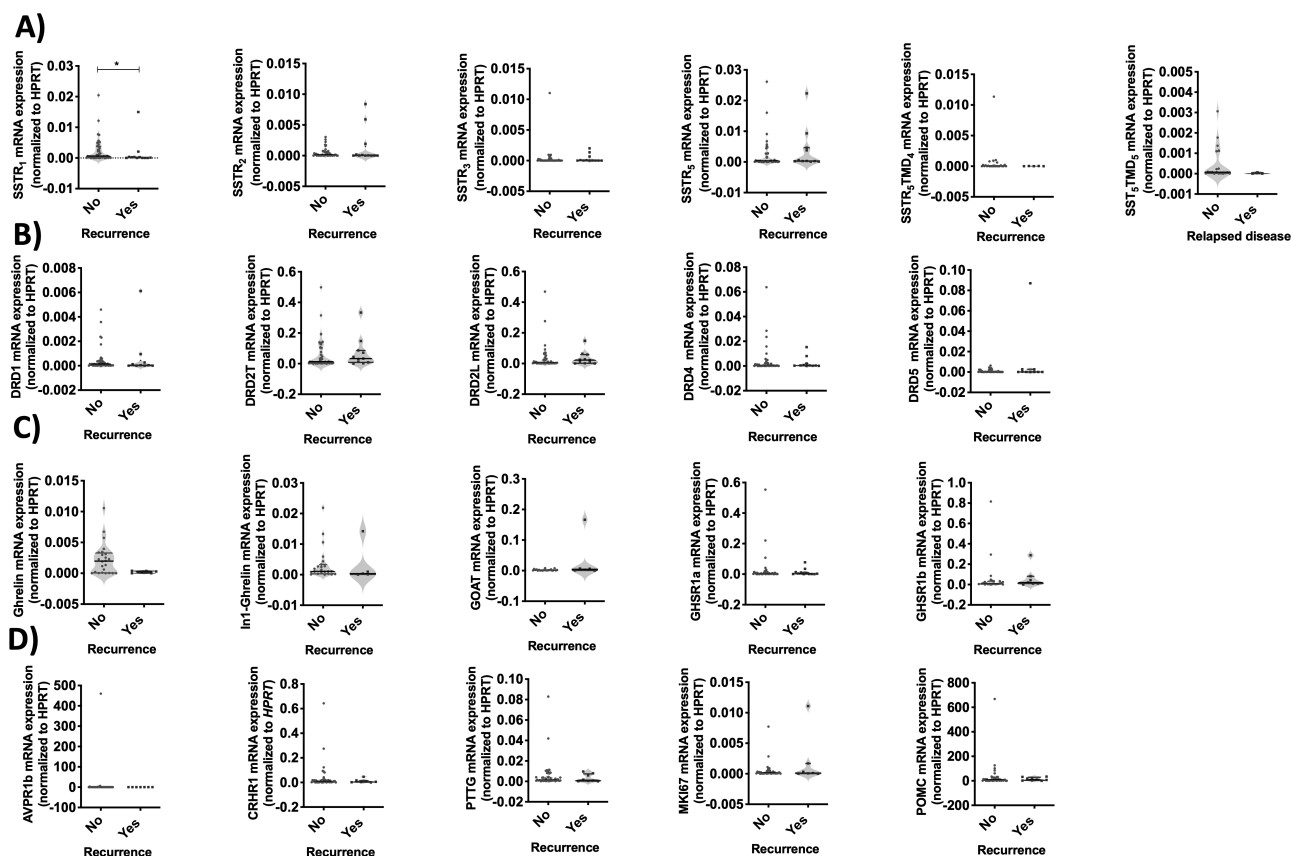 A)
SSTR1 mRNA expression
(normalized to HPRT)
0.03
0.02
0.01
0.00
-0.01
*
No
Yes
Recurrence
SSTR2 mRNA expression
(normalized to HPRT)
0.015
0.010
0.005
0.000
-0.005
No
Yes
Recurrence
SSTR3 mRNA expression
(normalized to HPRT)
0.015
0.010
0.005
0.000
-0.005
No
Yes
Recurrence
SSTR5 mRNA expression
(normalized to HPRT)
0.03
0.02
0.01
0.00
-0.01
No
Yes
Recurrence
SSTR5TMD4 mRNA expression
(normalized to HPRT)
0.015
0.010
0.005
0.000
-0.005
No
Yes
Recurrence
SST5TMD5 mRNA expression
(normalized to HPRT)
0.005
0.004
0.003
0.002
0.001
0.000
-0.001
No
Yes
Relapsed disease
B)
DRD1 mRNA expression
(normalized to HPRT)
0.008
0.006
0.004
0.002
0.000
-0.002
No
Yes
Recurrence
DRD2T mRNA expression
(normalized to HPRT)
0.6
0.4
0.2
0.0
-0.2
No
Yes
Recurrence
DRD2L mRNA expression
(normalized to HPRT)
0.6
0.4
0.2
0.0
-0.2
No
Yes
Recurrence
DRD4 mRNA expression
(normalized to HPRT)
0.08
0.06
0.04
0.02
0.00
-0.02
No
Yes
Recurrence
DRD5 mRNA expression
(normalized to HPRT)
0.10
0.08
0.06
0.04
0.02
0.00
-0.02
No
Yes
Recurrence
C)
Ghrelin mRNA expression
(normalized to HPRT)
0.015
0.010
0.005
0.000
-0.005
No
Yes
Recurrence
In1-Ghrelin mRNA expression
(normalized to HPRT)
0.03
0.02
0.01
0.00
-0.01
No
Yes
Recurrence
GOAT mRNA expression
(normalized to HPRT)
0.3
0.2
0.1
0.0
-0.1
No
Yes
Recurrence
GHSR1a mRNA expression
(normalized to HPRT)
0.6
0.4
0.2
0.0
-0.2
No
Yes
Recurrence
GHSR1b mRNA expression
(normalized to HPRT)
1.0
0.8
0.6
0.4
0.2
0.0
-0.2
No
Yes
Recurrence
D)
AVPR1b mRNA expression
(normalized to HPRT)
500
400
300
200
100
0
-100
No
Yes
Recurrence
CRHR1 mRNA expression
(normalized to HPRT)
0.8
0.6
0.4
0.2
0.0
-0.2
No
Yes
Recurrence
PTTG mRNA expression
(normalized to HPRT)
0.10
0.08
0.06
0.04
0.02
0.00
-0.02
No
Yes
Recurrence
MKI67 mRNA expression
(normalized to HPRT)
0.015
0.010
0.005
0.000
-0.005
No
Yes
Recurrence
POMC mRNA expression
(normalized to HPRT)
800
600
400
200
0
-200
No
Yes
Recurrence